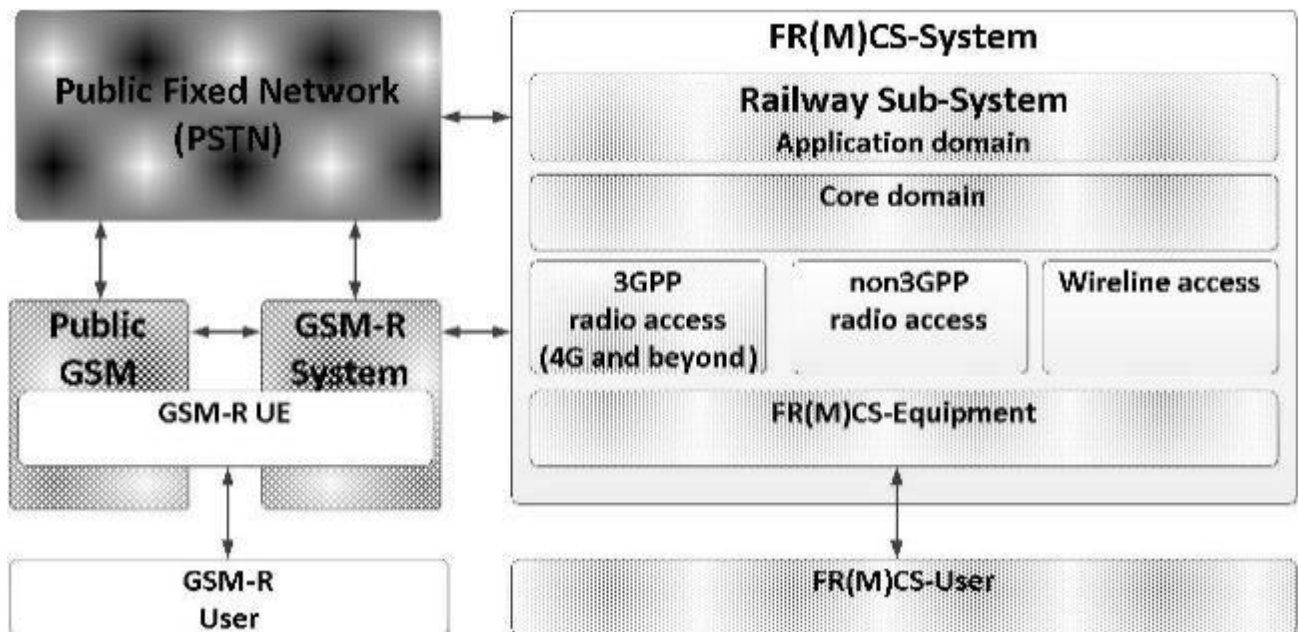 Public Fixed Network
(PSTN)
Public
GSM
GSM-R
System
GSM-R UE
GSM-R
User
FR(M)CS-System
Railway Sub-System
Application domain
Core domain
3GPP
radio access
(4G and beyond)
non3GPP
radio access
Wireline access
FR(M)CS-Equipment
FR(M)CS-User